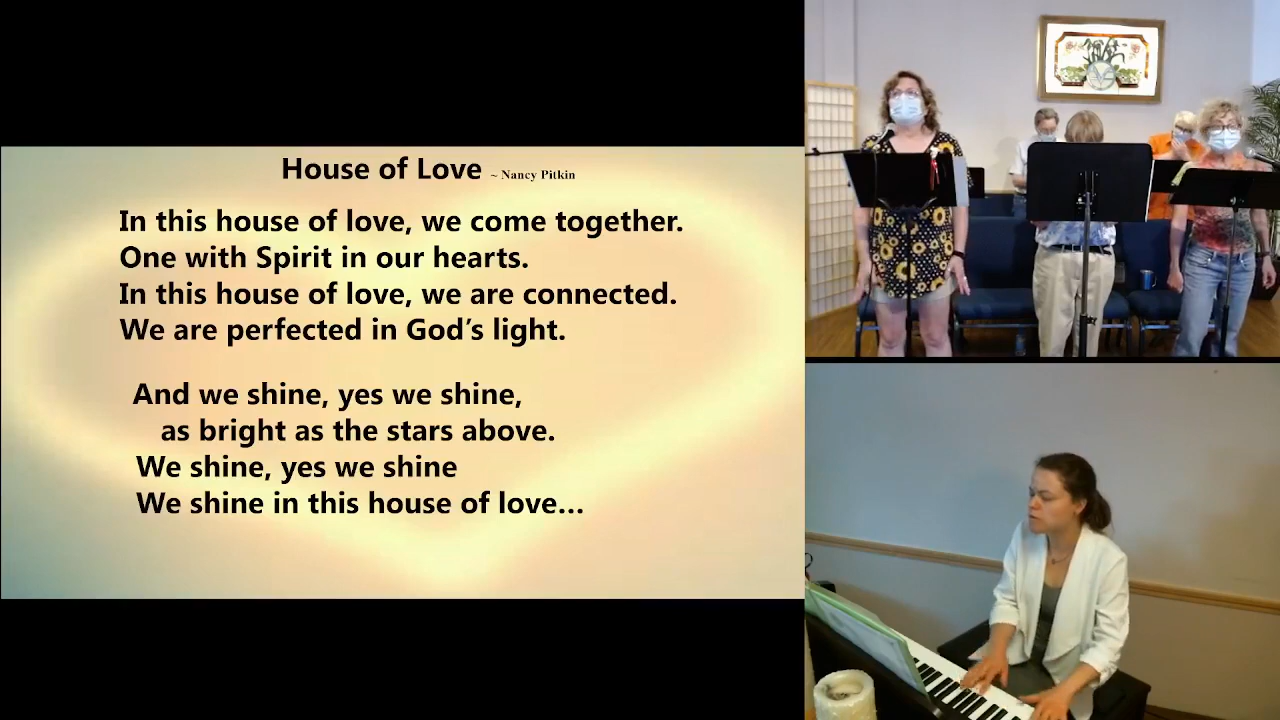 House of Love ~ Nancy Pitkin
In this house of love, we come together.
One with Spirit in our hearts.
In this house of love, we are connected.
We are perfected in God's light.
And we shine, yes we shine,
as bright as the stars above.
We shine, yes we shine
We shine in this house of love...